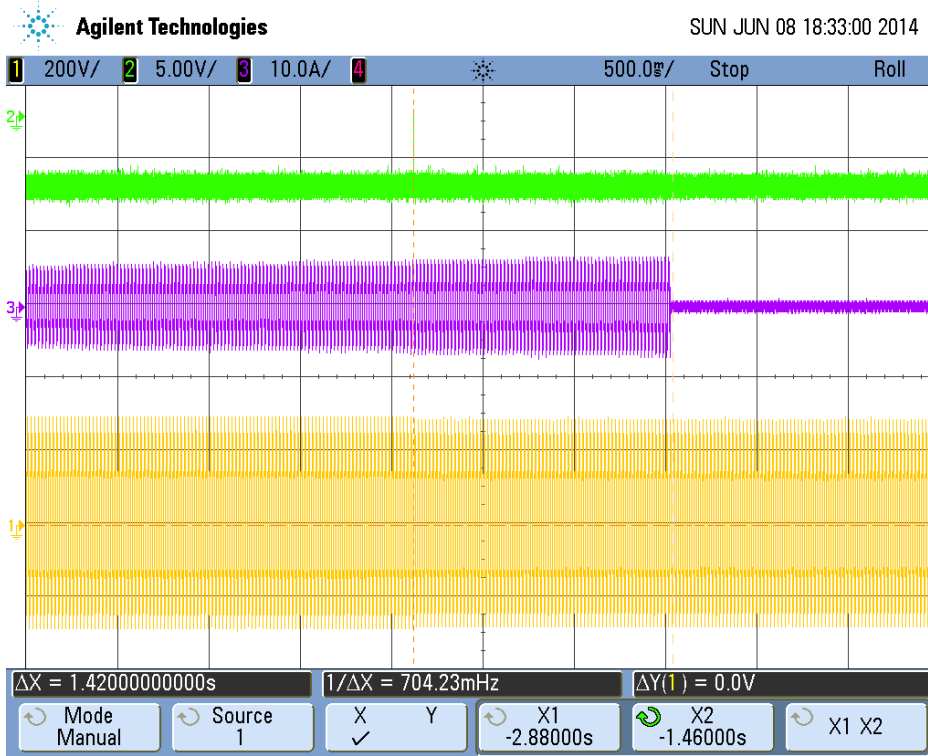 Agilent Technologies SUN JUN 08 18:33:00 2014
1 200V/ 2 5.00V/ 3 10.0A/ 4 500.0ms/ Stop Roll
2
3
1
ΔX = 1.42000000000s 1/ΔX = 704.23mHz ΔY(1) = 0.0V
Mode Source X Y X1 X2 X1 X2
Manual 1 ✓ -2.88000s -1.46000s